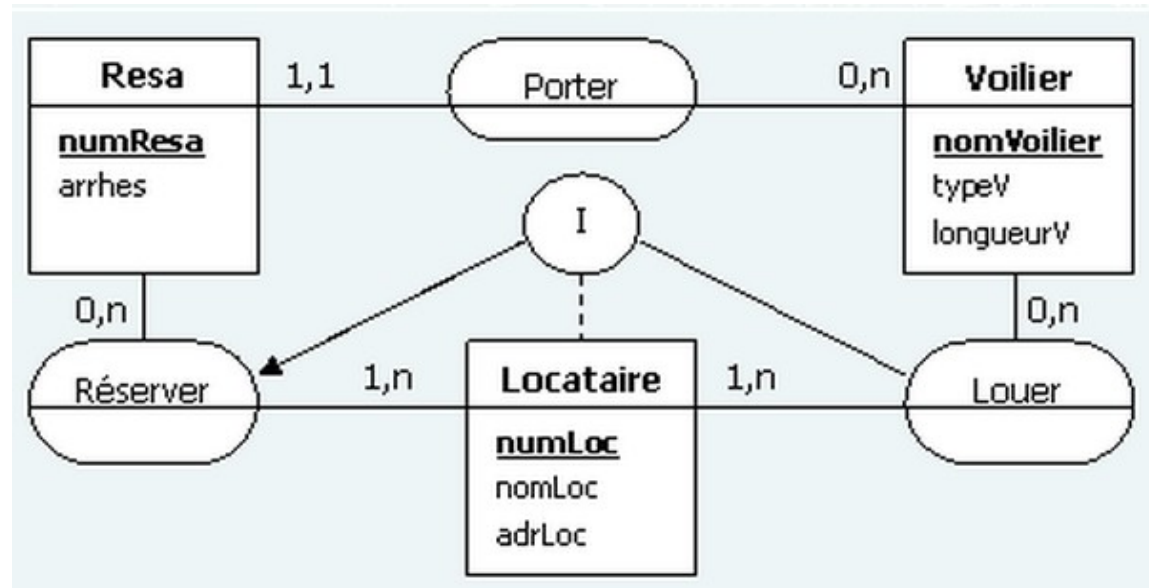 Resa
1,1
Porter
0,n
Voilier
numResa
arrhes
nomVoilier
typeV
longueurV
I
0,n
0,n
Réserver
1,n
Locataire
1,n
Louer
numLoc
nomLoc
adrLoc